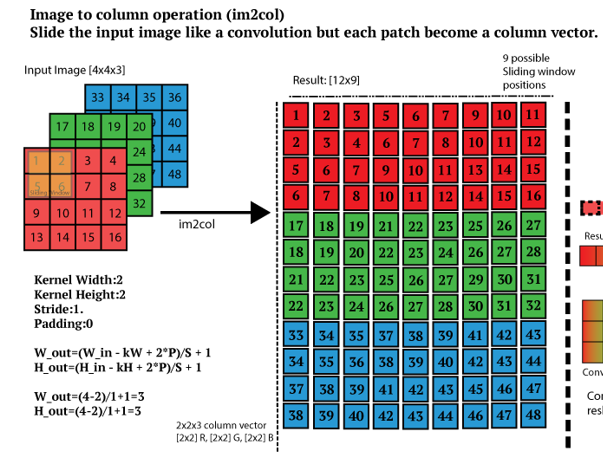 Image to column operation (im2col)
Slide the input image like a convolution but each patch become a column vector.
9 possible
Sliding window
positions
Input Image [4x4x3]
Result: [12x9]
33 34 35 36
40
44
48
17 18 19 20
24
28
32
1 2 3 4
5 6 7 8
Sliding Window
9 10 11 12
13 14 15 16
im2col
1 2 3 5 6 7 9 10 11
2 3 4 6 7 8 10 11 12
5 6 7 9 10 11 13 14 15
6 7 8 10 11 12 14 15 16
17 18 19 21 22 23 25 26 27
18 19 20 22 23 24 26 27 28
21 22 23 25 26 27 29 30 31
22 23 24 26 27 28 30 31 32
33 34 35 37 38 39 41 42 43
34 35 36 38 39 40 42 43 44
37 38 39 41 42 43 45 46 47
38 39 40 42 43 44 46 47 48
Kernel Width:2
Kernel Height:2
Stride:1.
Padding:0
W_out=(W_in - kW + 2*P)/S + 1
H_out=(H_in - kH + 2*P)/S + 1
W_out=(4-2)/1+1=3
H_out=(4-2)/1+1=3
2x2x3 column vector
[2x2] R, [2x2] G, [2x2] B
Resu
Conv
Co
resl